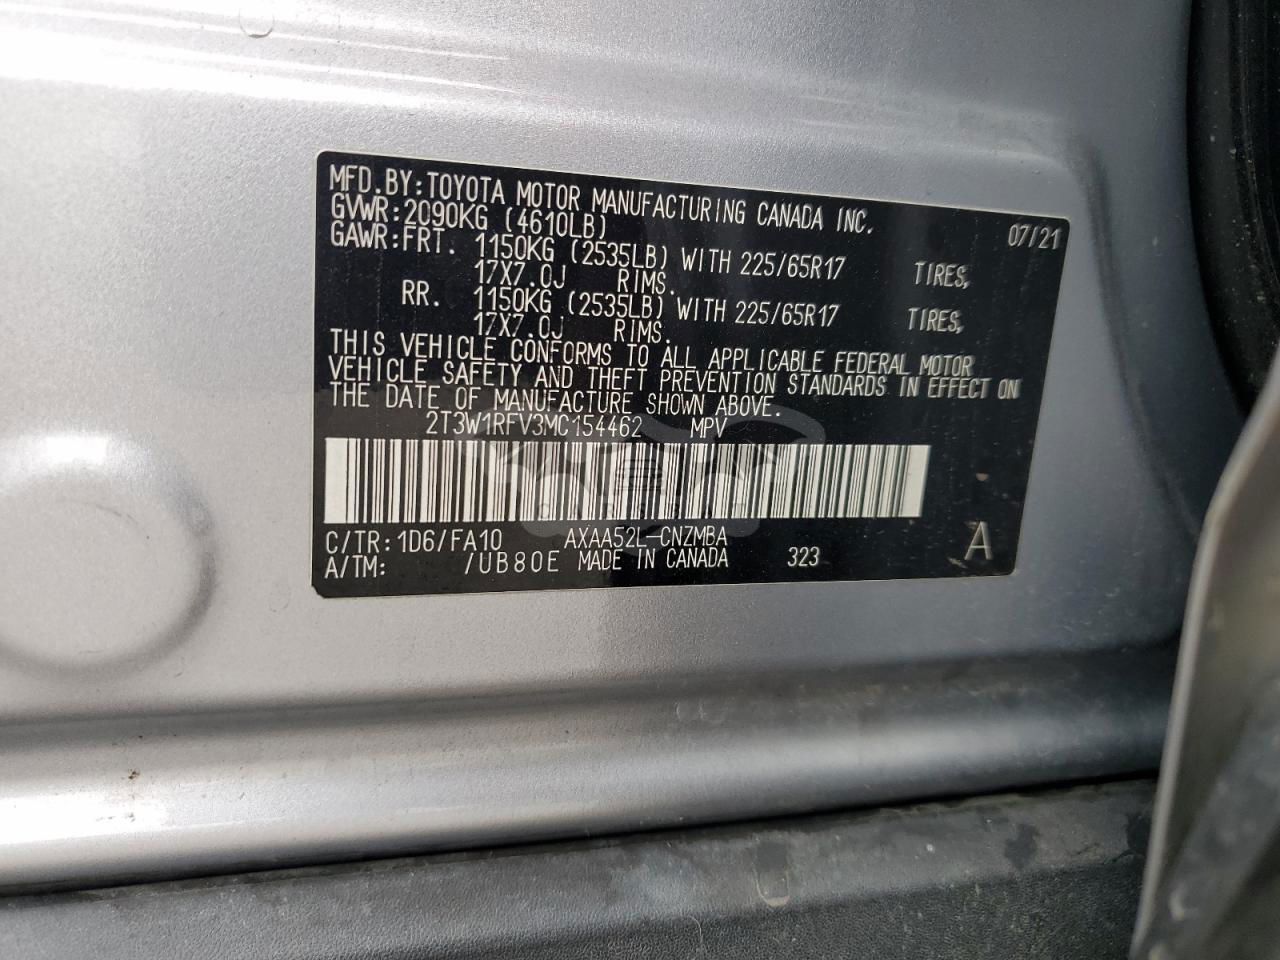 MFD.BY:TOYOTA MOTOR MANUFACTURING CANADA INC.
GVWR:2090KG (4610LB) 07/21
GAWR:FRT. 1150KG (2535LB) WITH 225/65R17 TIRES,
17X7.0J RIMS.
RR. 1150KG (2535LB) WITH 225/65R17 TIRES,
17X7.0J RIMS.
THIS VEHICLE CONFORMS TO ALL APPLICABLE FEDERAL MOTOR
VEHICLE SAFETY AND THEFT PREVENTION STANDARDS IN EFFECT ON
THE DATE OF MANUFACTURE SHOWN ABOVE.
2T3W1RFV3MC154462 MPV
C/TR:1D6/FA10 AXAA52L-CNZMBA
A/TM: /UB80E MADE IN CANADA 323 A